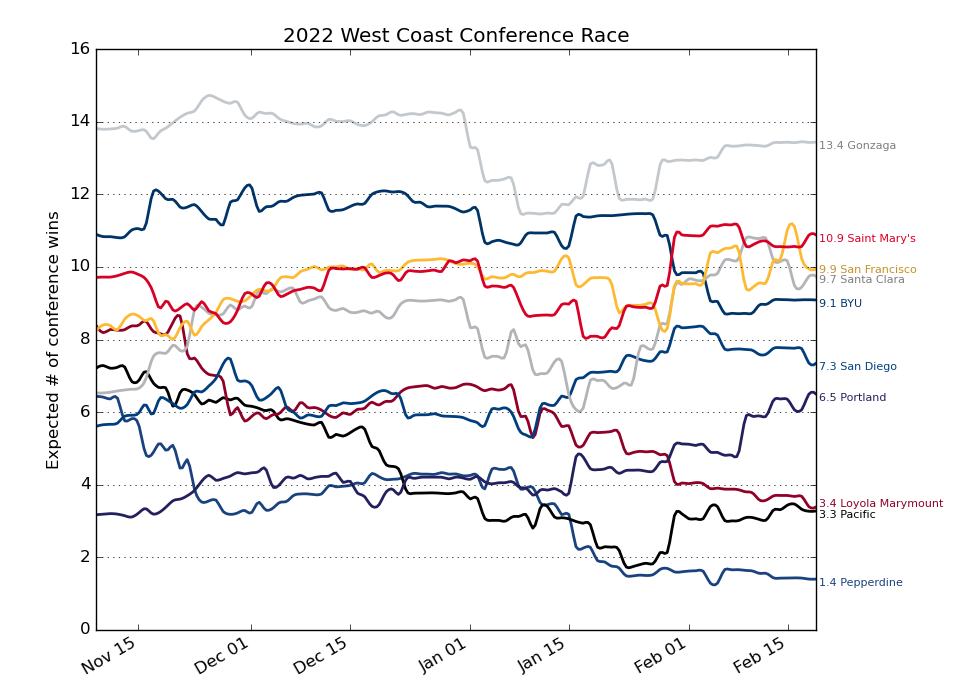 2022 West Coast Conference Race
Expected # of conference wins
16
14
12
10
8
6
4
2
0
13.4 Gonzaga
10.9 Saint Mary's
9.9 San Francisco
9.7 Santa Clara
9.1 BYU
7.3 San Diego
6.5 Portland
3.4 Loyola Marymount
3.3 Pacific
1.4 Pepperdine
Nov 15
Dec 01
Dec 15
Jan 01
Jan 15
Feb 01
Feb 15